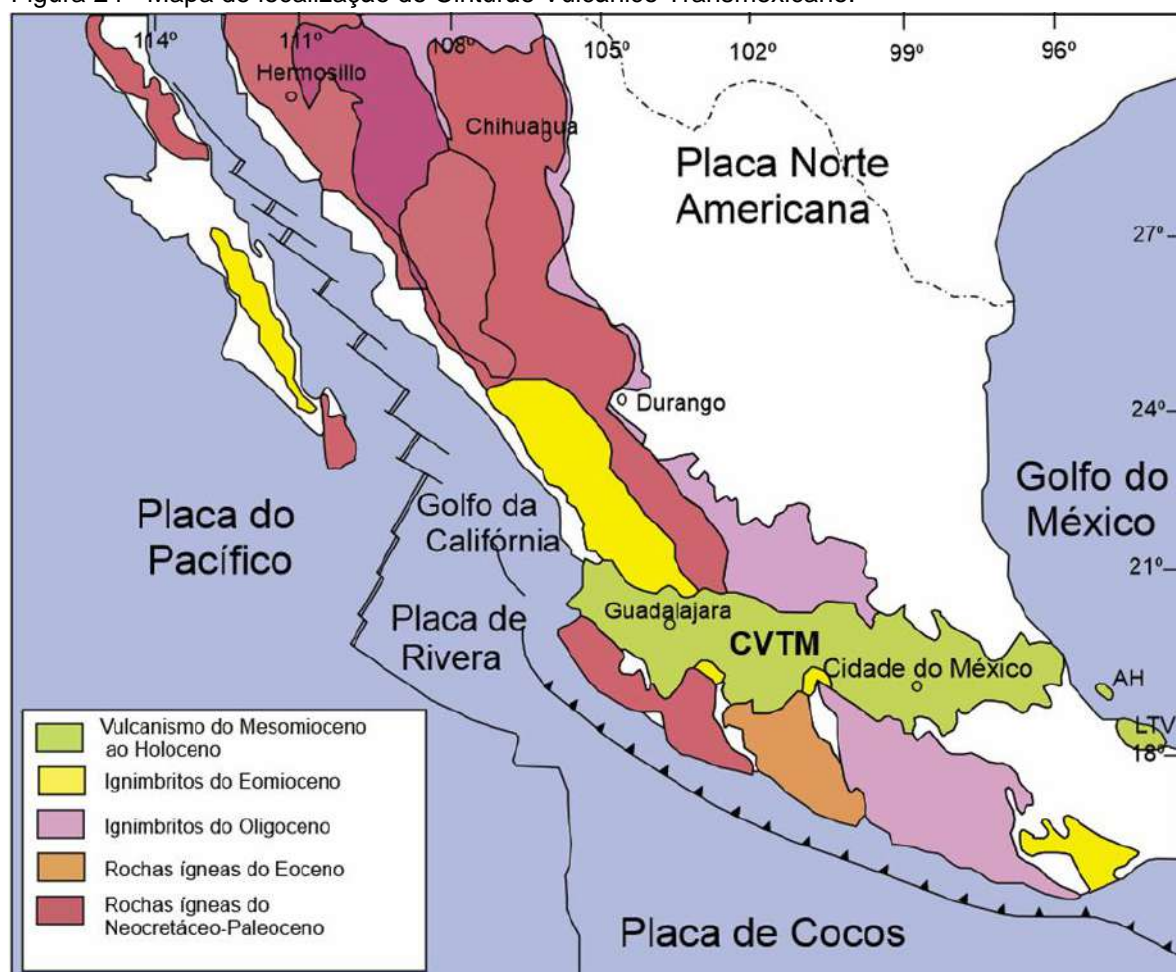 Figura 24 - Mapa de localização do Cinturão Vulcânico Transmexicano.
114º 111º 108º 105º 102º 99º 96º
Hermosillo
Chihuahua
Placa Norte
Americana
27º
Durango
24º
Golfo do
México
Placa do
Pacífico
Golfo da
Califórnia
21º
Guadalajara
Placa de
Rivera
CVTM
Cidade do México
AH
LTV
18º
Vulcanismo do Mesomioceno
ao Holoceno
Ignimbritos do Eomioceno
Ignimbritos do Oligoceno
Rochas ígneas do Eoceno
Rochas ígneas do
Neocretáceo-Paleoceno
Placa de Cocos